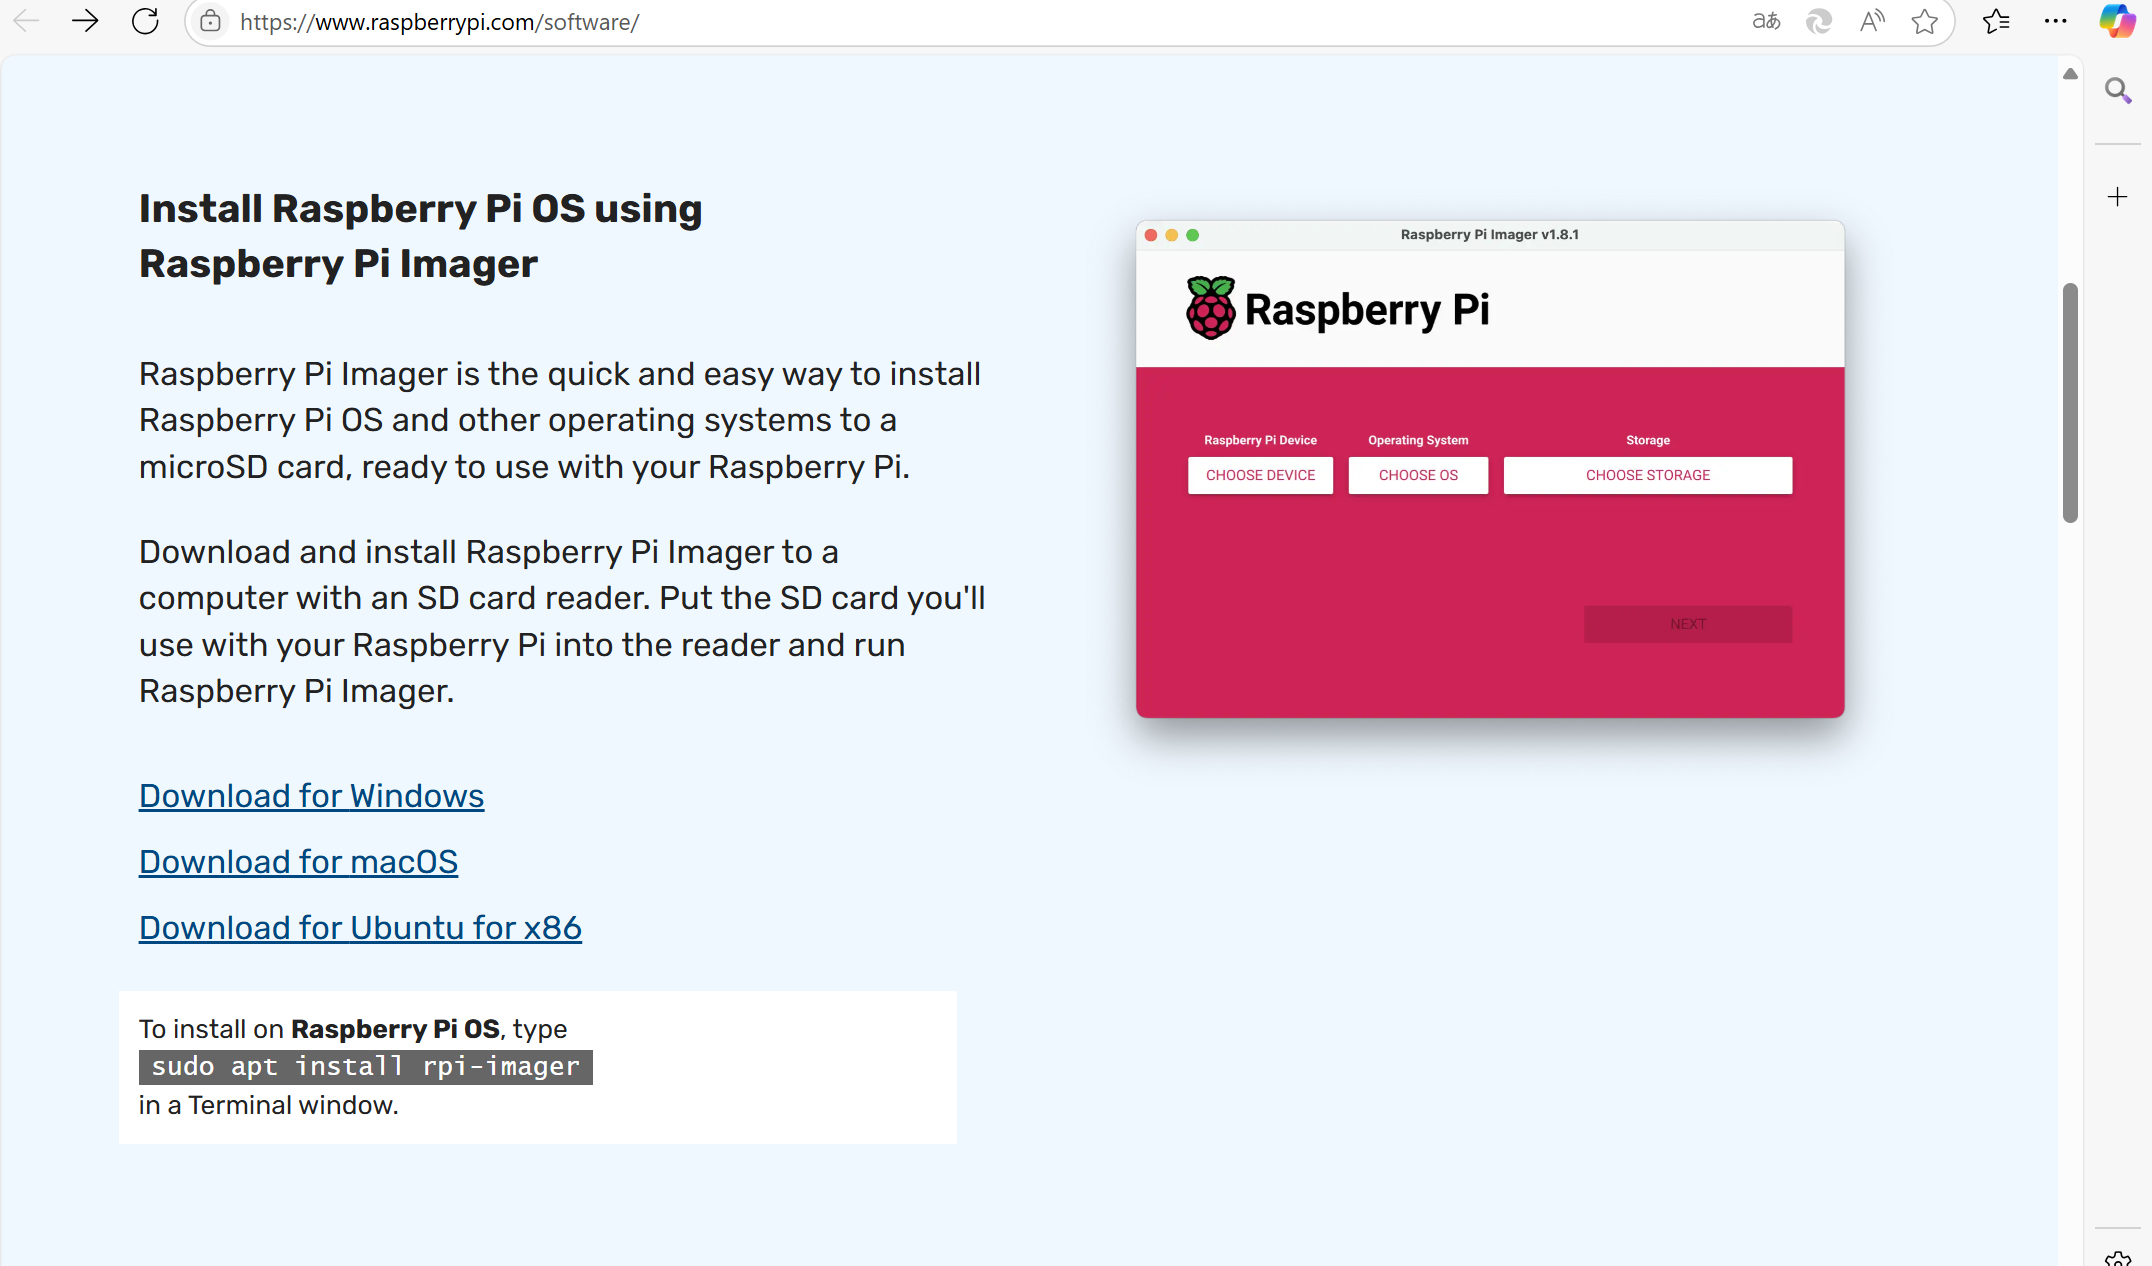 https://www.raspberrypi.com/software/
aあ
A
Install Raspberry Pi OS using
Raspberry Pi Imager
Raspberry Pi Imager is the quick and easy way to install
Raspberry Pi OS and other operating systems to a
microSD card, ready to use with your Raspberry Pi.
Download and install Raspberry Pi Imager to a
computer with an SD card reader. Put the SD card you'll
use with your Raspberry Pi into the reader and run
Raspberry Pi Imager.
Download for Windows
Download for macOS
Download for Ubuntu for x86
To install on Raspberry Pi OS, type
sudo apt install rpi-imager
in a Terminal window.
Raspberry Pi Imager v1.8.1
Raspberry Pi
Raspberry Pi Device
Operating System
Storage
CHOOSE DEVICE
CHOOSE OS
CHOOSE STORAGE
NEXT